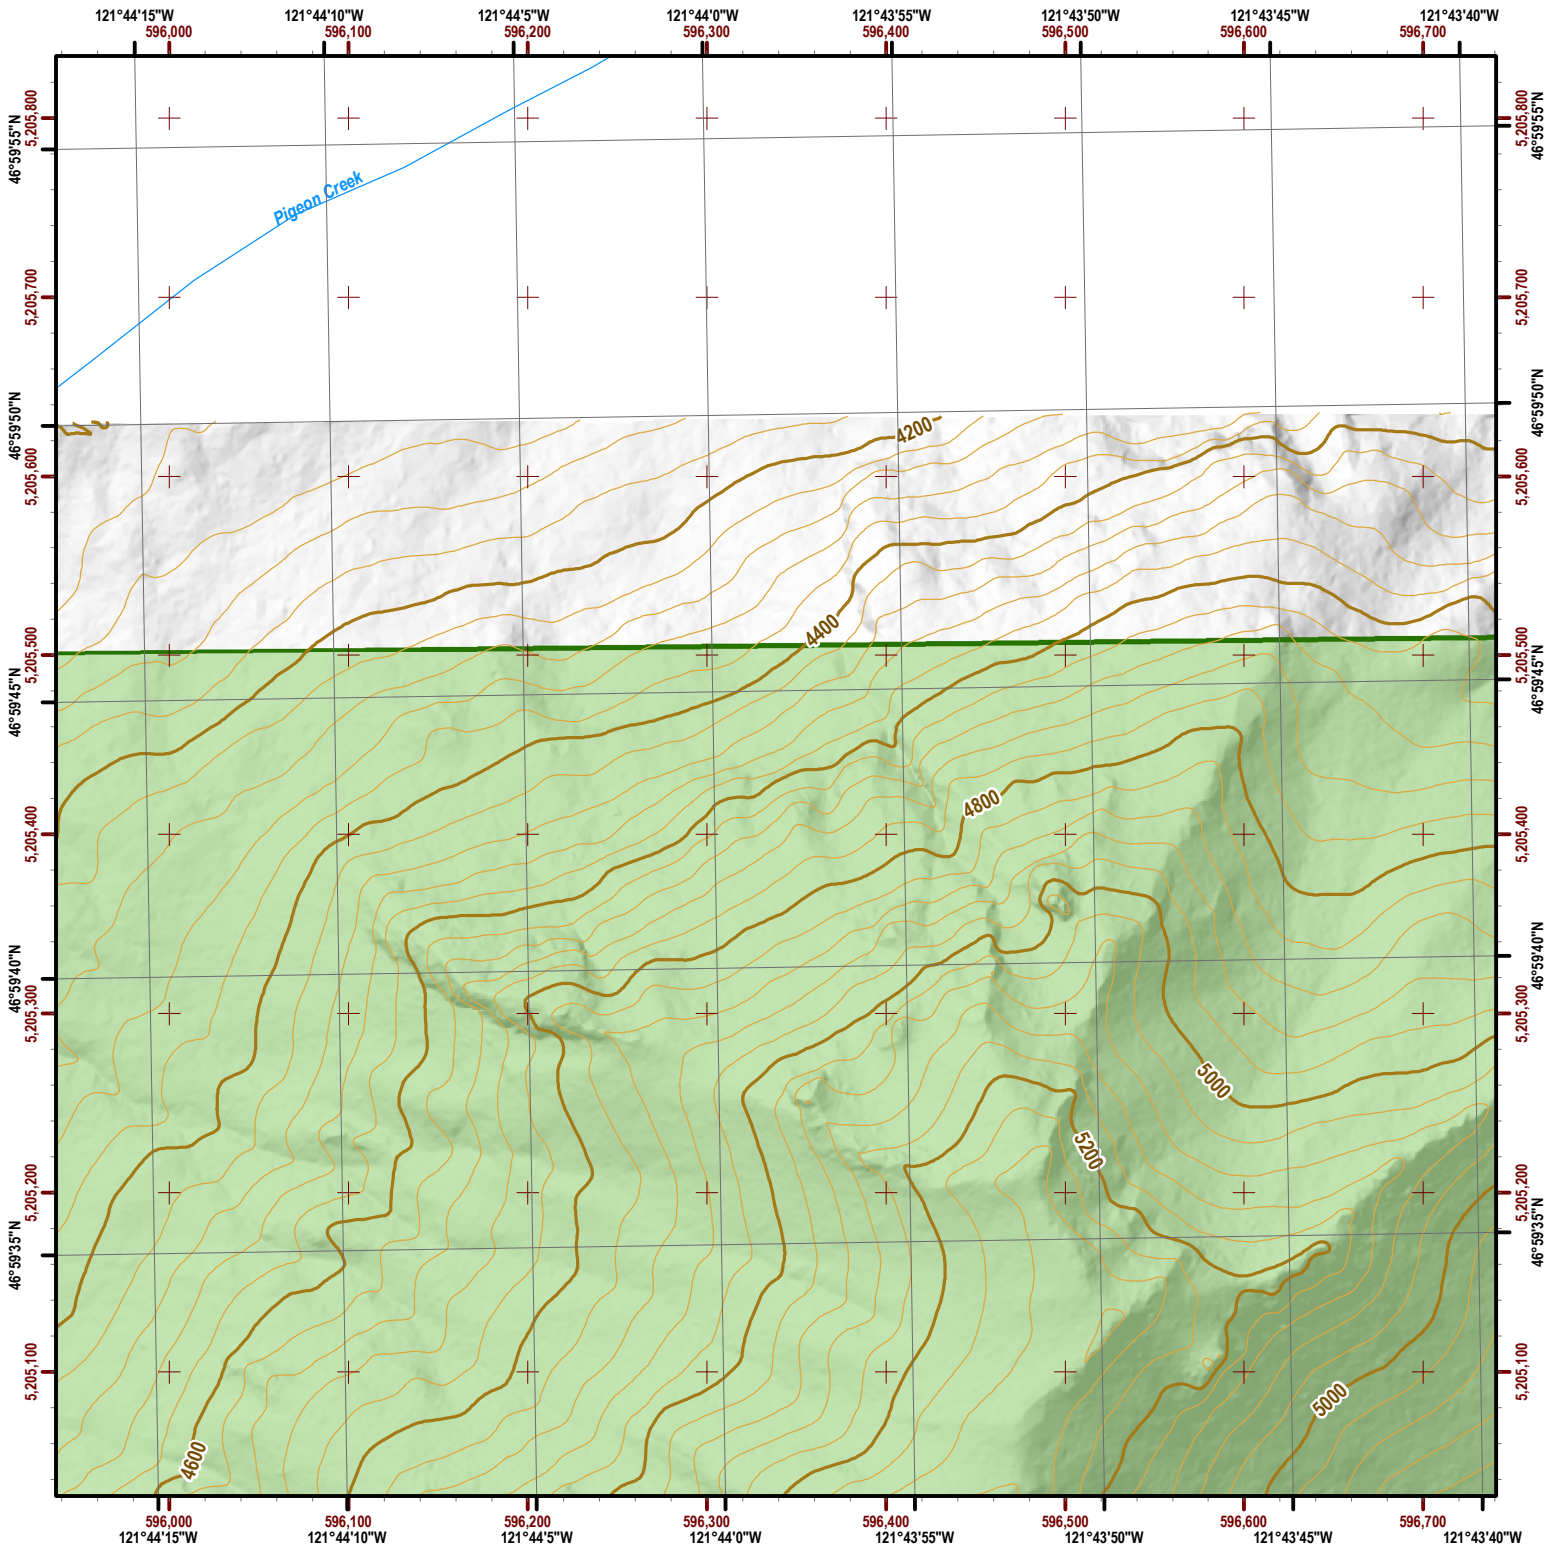 121°44'15"W 121°44'10"W 121°44'5"W 121°44'0"W 121°43'55"W 121°43'50"W 121°43'45"W 121°43'40"W
596,000 596,100 596,200 596,300 596,400 596,500 596,600 596,700
5,205,800 5,205,800
46°59'55"N 46°59'55"N
Pigeon Creek
5,205,700 5,205,700
46°59'50"N 46°59'50"N
4200
5,205,600 5,205,600
4400
5,205,500 5,205,500
46°59'45"N 46°59'45"N
4800
5,205,400 5,205,400
46°59'40"N 46°59'40"N
5,205,300 5,205,300
5000
5200
5,205,200 5,205,200
46°59'35"N 46°59'35"N
5,205,100 5,205,100
5000
4600
596,000 596,100 596,200 596,300 596,400 596,500 596,600 596,700
121°44'15"W 121°44'10"W 121°44'5"W 121°44'0"W 121°43'55"W 121°43'50"W 121°43'45"W 121°43'40"W